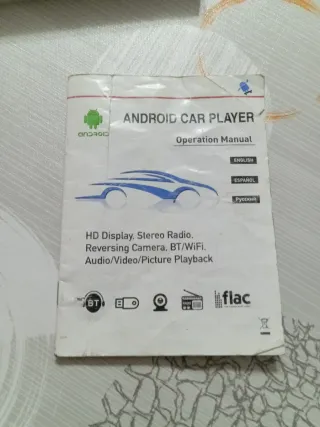 ANDROID CAR PLAYER
ANDROID
Operation Manual
ENGLISH
ESPAÑOL
Русский
HD Display. Stereo Radio.
Reversing Camera. BT/WiFi.
Audio/Video/Picture Playback
BT
flac